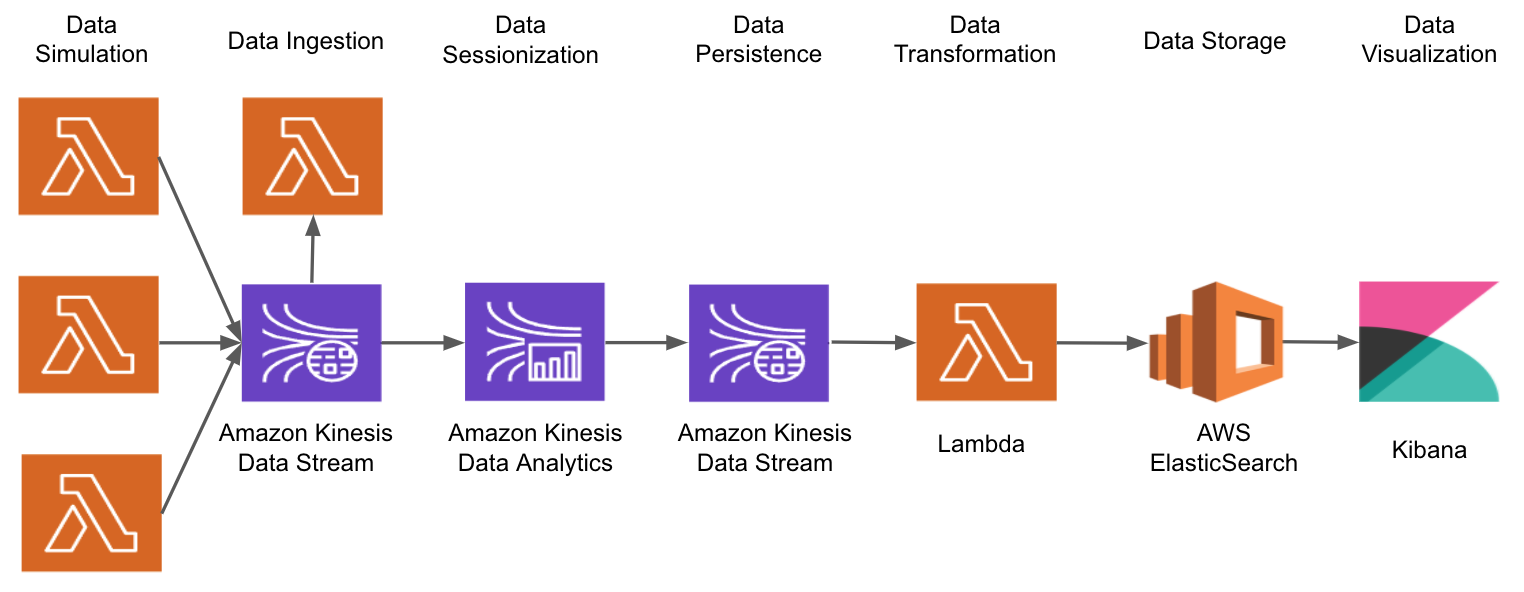 Data
Simulation
Data Ingestion
Data
Sessionization
Data
Persistence
Data
Transformation
Data Storage
Data
Visualization
Amazon Kinesis
Data Stream
Amazon Kinesis
Data Analytics
Amazon Kinesis
Data Stream
Lambda
AWS
ElasticSearch
Kibana